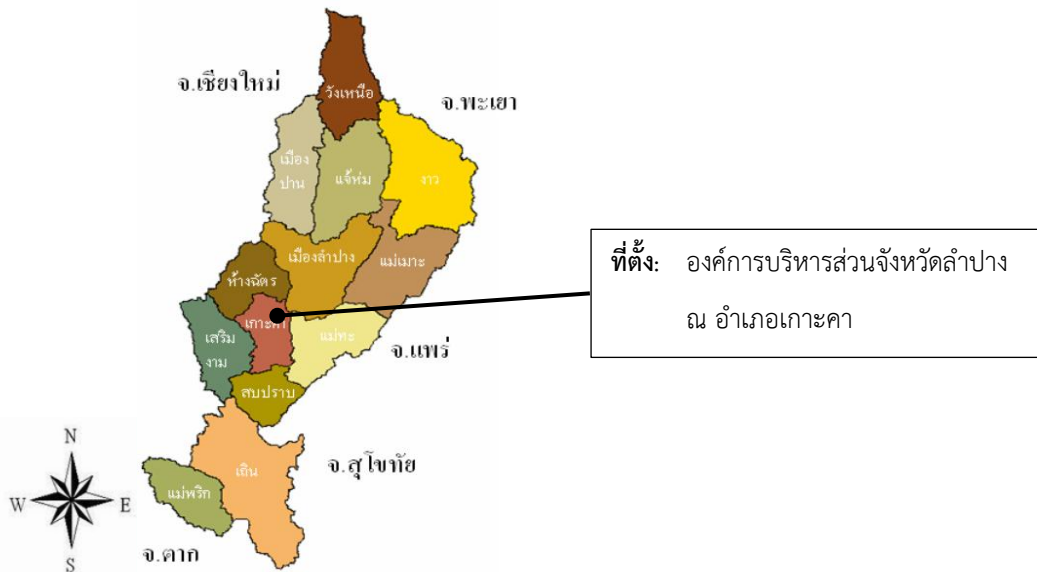 จ.เชียงใหม่
วังเหนือ
จ.พะเยา
เมือง
ปาน
แจ้ห่ม
งาว
เมืองลำปาง
แม่เมาะ
ห้างฉัตร
ที่ตั้ง: องค์การบริหารส่วนจังหวัดลำปาง
ณ อำเภอเกาะคา
เกาะคา
เสริม
งาม
แม่ทะ
จ.แพร่
สบปราบ
เถิน
จ.สุโขทัย
แม่พริก
จ.ตาก
N
W
E
S